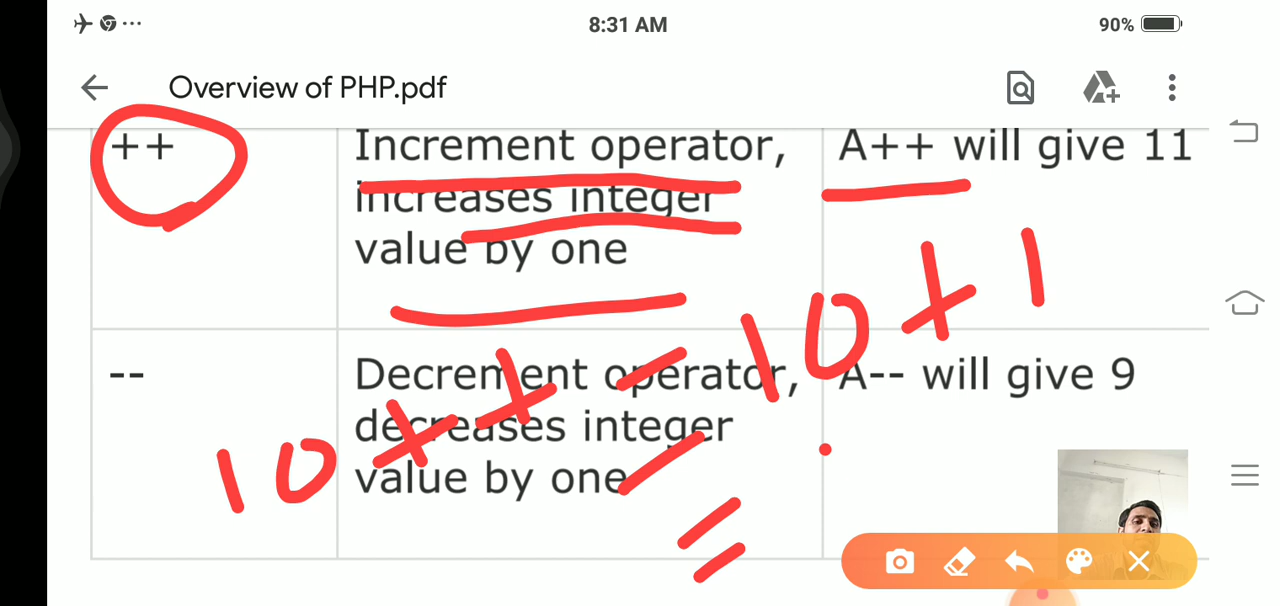 8:31 AM
90%
Overview of PHP.pdf
++
Increment operator,
increases integer
value by one
A++ will give 11
--
Decrement operator,
decreases integer
value by one
A-- will give 9
10++ = 10+1
=